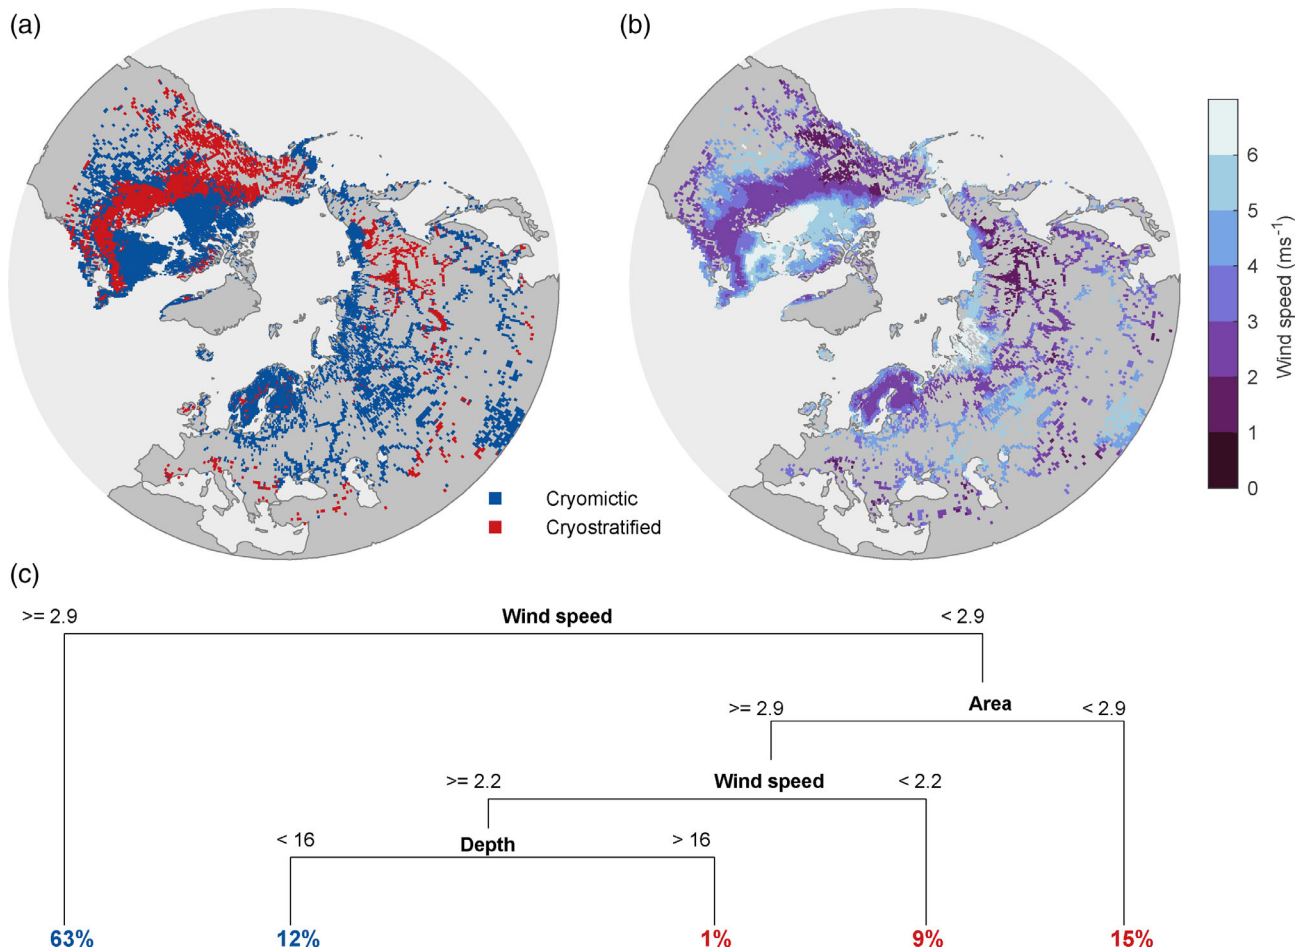 (a)
(b)
Cryomictic
Cryostratified
6
5
4
3
2
1
0
Wind speed (ms⁻¹)
(c)
>= 2.9 Wind speed < 2.9
>= 2.9 Area < 2.9
>= 2.2 Wind speed < 2.2
< 16 Depth > 16
63% 12% 1% 9% 15%